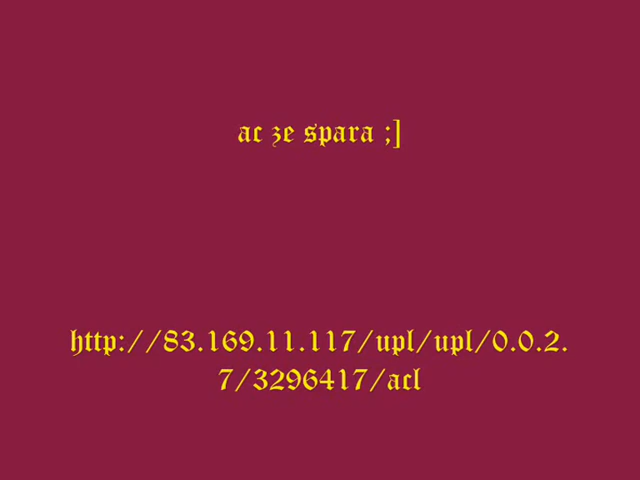 ac ze spara ;]
http://83.169.11.117/upl/upl/0.0.2.
7/3296417/acl